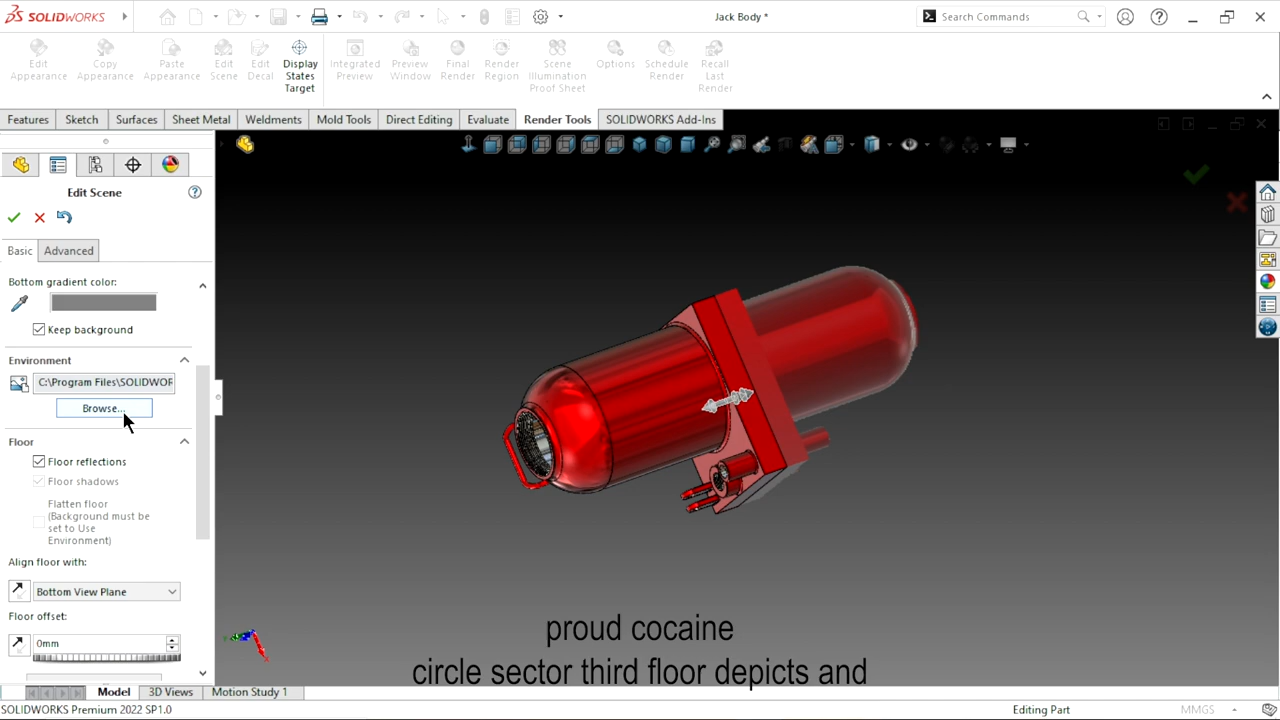 SOLIDWORKS
Jack Body *
Search Commands
Edit Appearance
Copy Appearance
Paste Appearance
Edit Scene
Edit Decal
Display States Target
Integrated Preview
Preview Window
Final Render
Render Region
Scene Illumination Proof Sheet
Options
Schedule Render
Recall Last Render
Features
Sketch
Surfaces
Sheet Metal
Weldments
Mold Tools
Direct Editing
Evaluate
Render Tools
SOLIDWORKS Add-Ins
Edit Scene
Basic
Advanced
Bottom gradient color:
Keep background
Environment
C:\Program Files\SOLIDWOR
Browse...
Floor
Floor reflections
Floor shadows
Flatten floor
(Background must be
set to Use
Environment)
Align floor with:
Bottom View Plane
Floor offset:
0mm
proud cocaine
circle sector third floor depicts and
Model
3D Views
Motion Study 1
SOLIDWORKS Premium 2022 SP1.0
Editing Part
MMGS